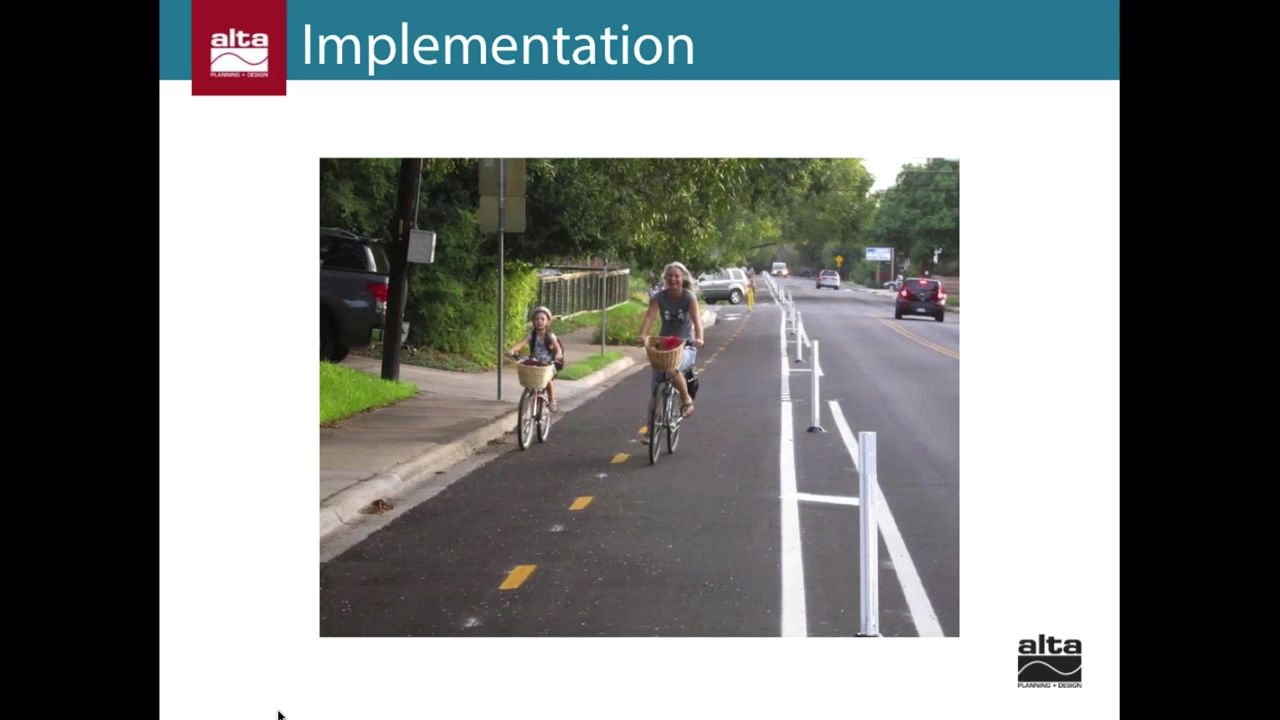 alta
PLANNING + DESIGN
Implementation
alta
PLANNING + DESIGN